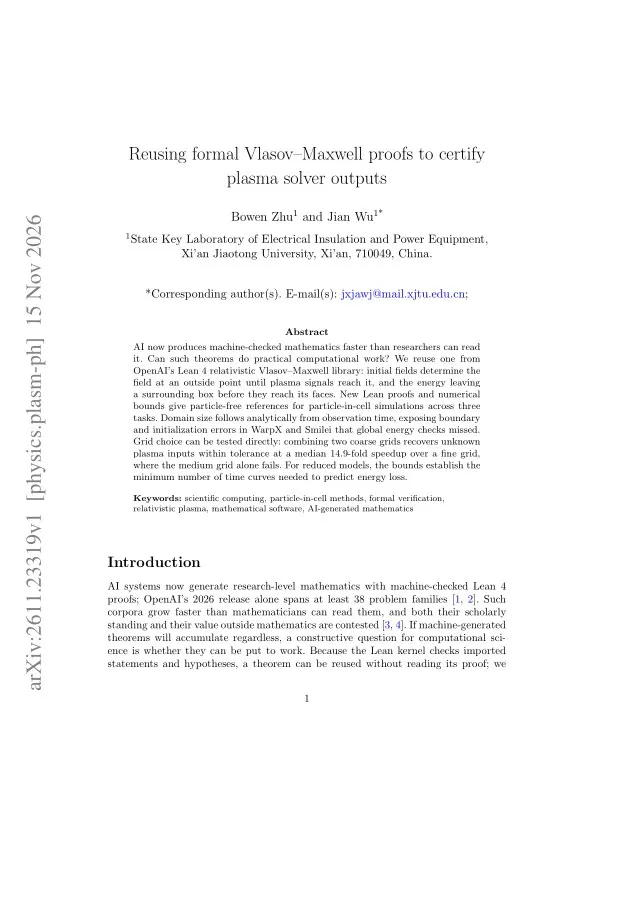 arXiv:2611.23319v1 [physics.plasm-ph] 15 Nov 2026
Reusing formal Vlasov–Maxwell proofs to certify
plasma solver outputs
Bowen Zhu1 and Jian Wu1*
1State Key Laboratory of Electrical Insulation and Power Equipment,
Xi'an Jiaotong University, Xi'an, 710049, China.
*Corresponding author(s). E-mail(s): jxjawj@mail.xjtu.edu.cn;
Abstract
AI now produces machine-checked mathematics faster than researchers can read
it. Can such theorems do practical computational work? We reuse one from
OpenAI's Lean 4 relativistic Vlasov–Maxwell library: initial fields determine the
field at an outside point until plasma signals reach it, and the energy leaving
a surrounding box before they reach its faces. New Lean proofs and numerical
bounds give particle-free references for particle-in-cell simulations across three
tasks. Domain size follows analytically from observation time, exposing boundary
and initialization errors in WarpX and Smilei that global energy checks missed.
Grid choice can be tested directly: combining two coarse grids recovers unknown
plasma inputs within tolerance at a median 14.9-fold speedup over a fine grid,
where the medium grid alone fails. For reduced models, the bounds establish the
minimum number of time curves needed to predict energy loss.
Keywords: scientific computing, particle-in-cell methods, formal verification,
relativistic plasma, mathematical software, AI-generated mathematics
Introduction
AI systems now generate research-level mathematics with machine-checked Lean 4
proofs; OpenAI's 2026 release alone spans at least 38 problem families [1, 2]. Such
corpora grow faster than mathematicians can read them, and both their scholarly
standing and their value outside mathematics are contested [3, 4]. If machine-generated
theorems will accumulate regardless, a constructive question for computational sci-
ence is whether they can be put to work. Because the Lean kernel checks imported
statements and hypotheses, a theorem can be reused without reading its proof; we
1